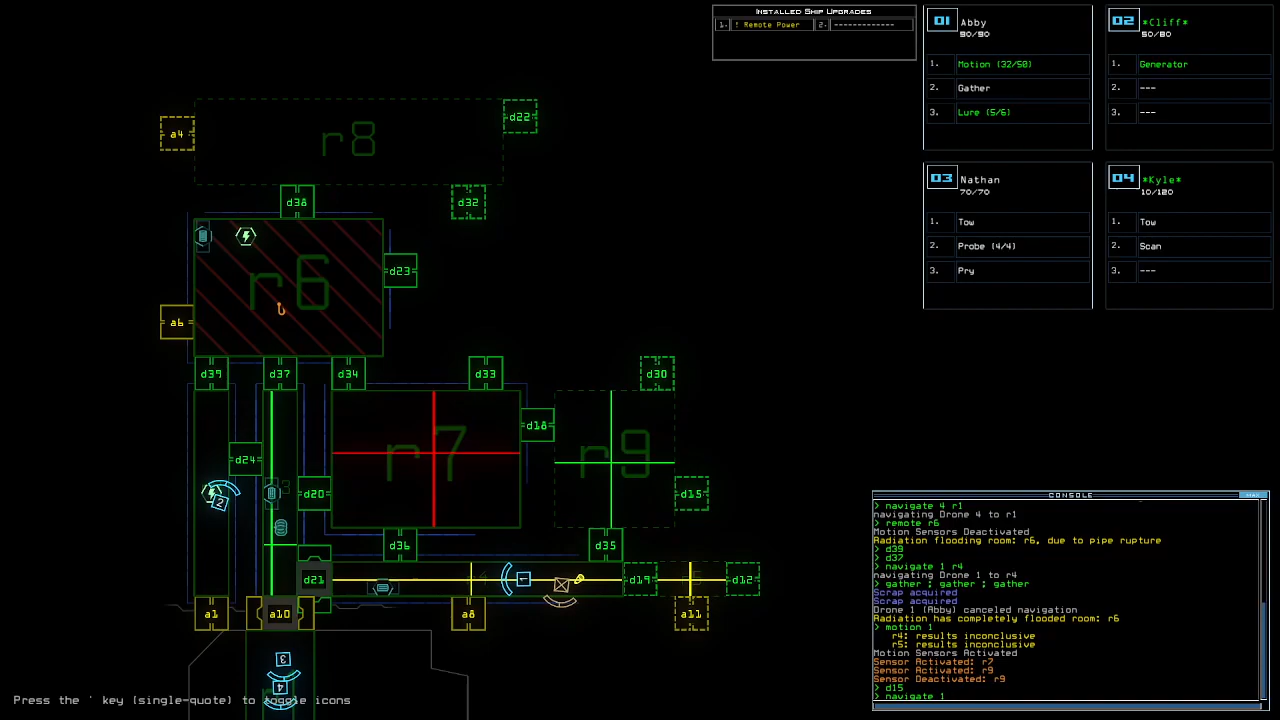 INSTALLED SHIP UPGRADES
1. ! Remote Power 2. -------------
01 Abby
90/90
1. Motion (32/50)
2. Gather
3. Lure (5/6)
02 *Cliff*
60/80
1. Generator
2. ---
3. ---
03 Nathan
70/70
1. Tow
2. Probe (4/4)
3. Pry
04 *Kyle*
10/120
1. Tow
2. Scan
3. ---
a4
r8
d22
d38
d32
r6
d23
a6
d39
d37
d34
d33
d30
d18
r7
r9
d24
2
d20
d15
d36
d35
d21
1
d19
d12
a1
a10
a8
a11
3
4
Press the ' key (single-quote) to toggle icons
CONSOLE
> navigate 4 r1
navigating Drone 4 to r1
> remote r6
Motion Sensors Deactivated
Radiation flooding room: r6, due to pipe rupture
> d39
> d37
> navigate 1 r4
navigating Drone 1 to r4
> gather : gather : gather
Scrap acquired
Scrap acquired
Drone 1 (Abby) canceled navigation
Radiation has completely flooded room: r6
> motion 1
r4: results inconclusive
r5: results inconclusive
Motion Sensors Activated
Sensor Activated: r7
Sensor Activated: r9
Sensor Deactivated: r9
> d15
> navigate 1